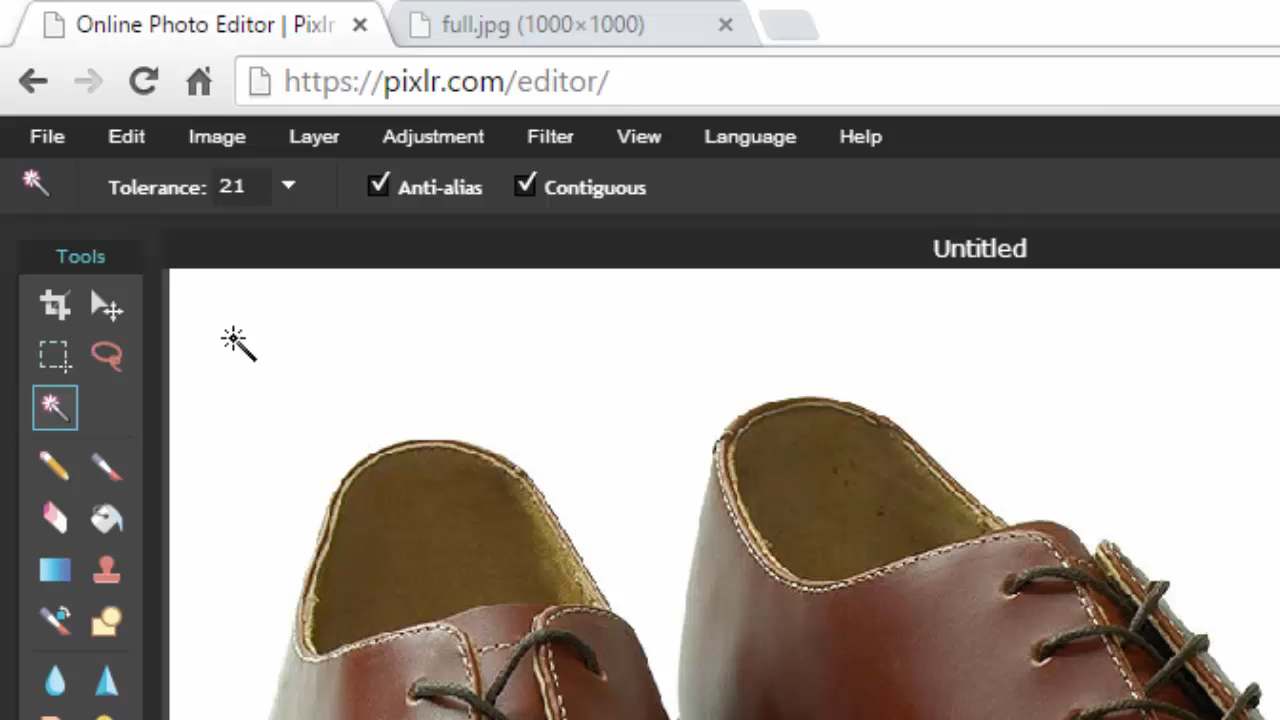 Online Photo Editor | Pixlr
full.jpg (1000×1000)
https://pixlr.com/editor/
File Edit Image Layer Adjustment Filter View Language Help
Tolerance: 21 Anti-alias Contiguous
Tools
Untitled